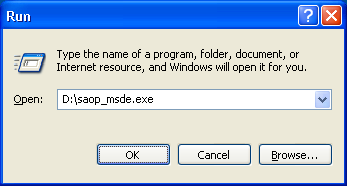 Run
Type the name of a program, folder, document, or
Internet resource, and Windows will open it for you.
Open: D:\saop_msde.exe
OK Cancel Browse...